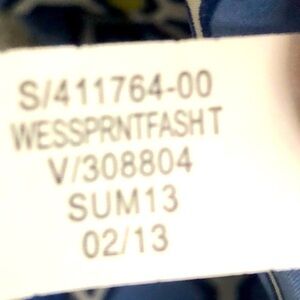 S/411764-00
WESSPRNTFASHT
V/308804
SUM13
02/13